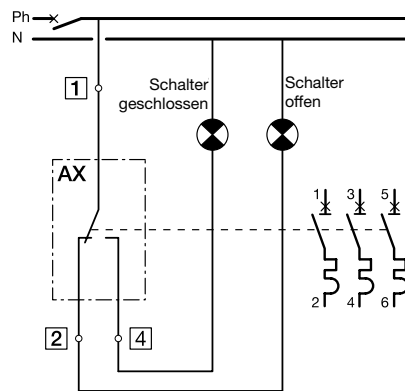 Ph
N
Schalter
geschlossen
Schalter
offen
1
AX
1 3 5
2 4 6
2 4